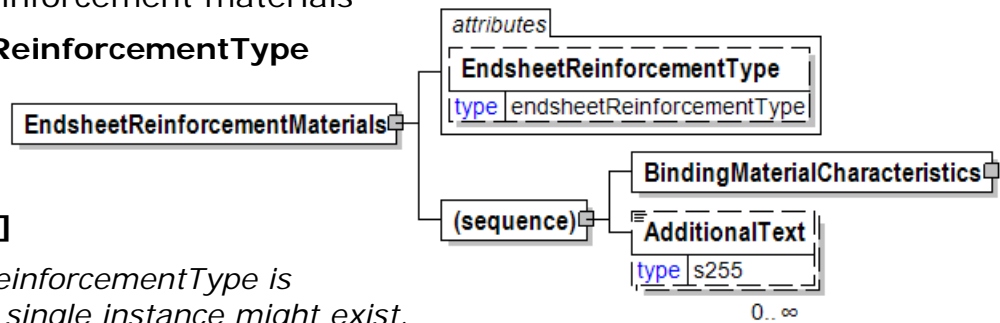 nforcement materials
ReinforcementType
]
einforcementType is
single instance might exist.
attributes
EndsheetReinforcementType
type endsheetReinforcementType
EndsheetReinforcementMaterials
BindingMaterialCharacteristics
(sequence)
AdditionalText
type s255
0.. ∞